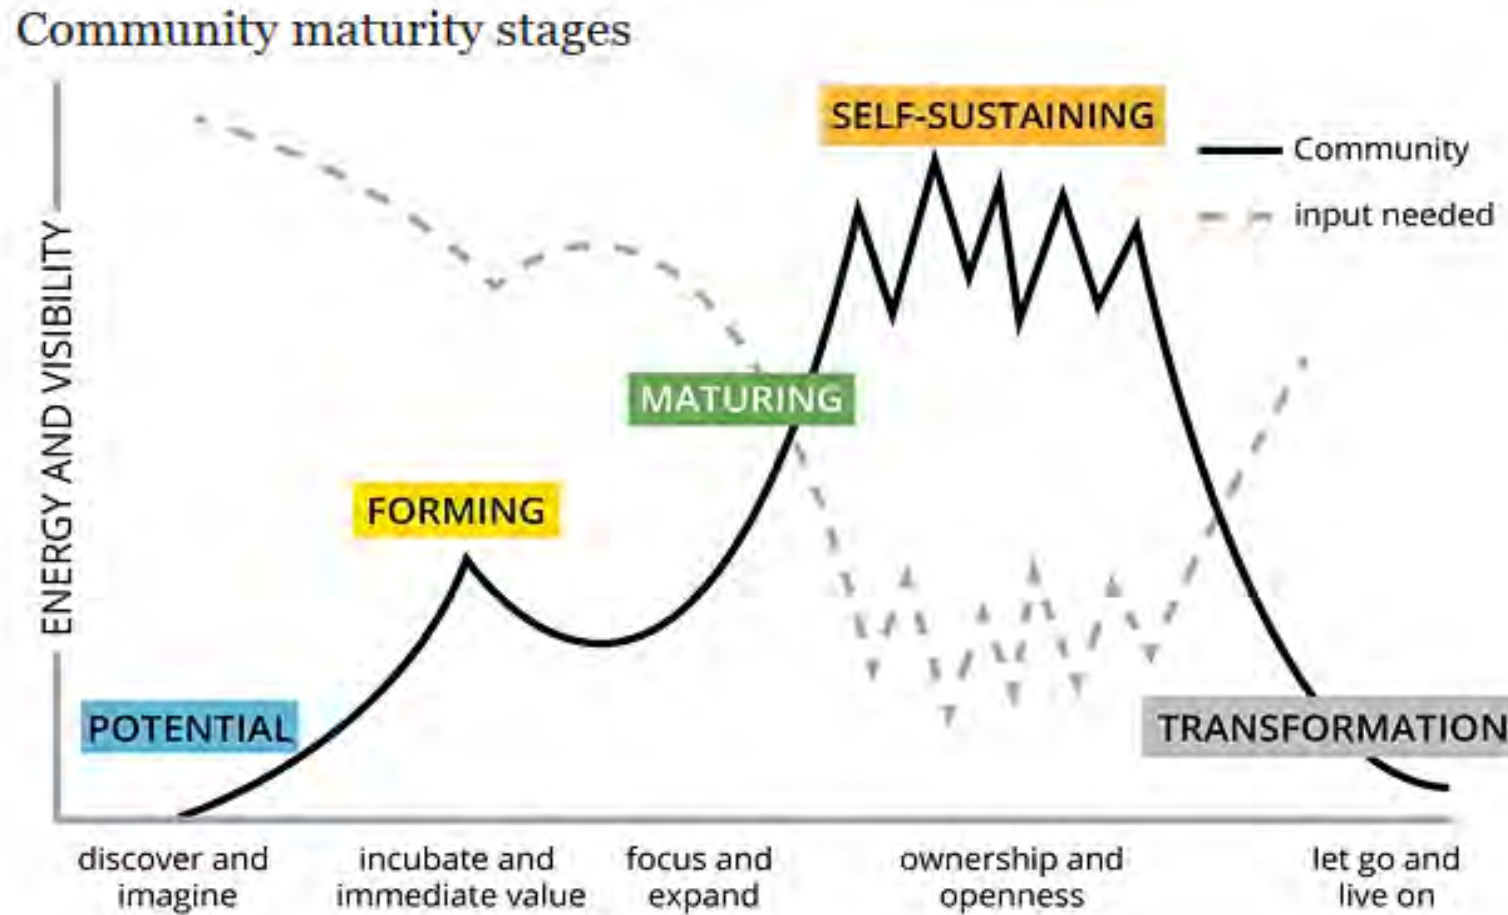 Community maturity stages
SELF-SUSTAINING
Community
input needed
ENERGY AND VISIBILITY
MATURING
FORMING
POTENTIAL
TRANSFORMATION
discover and
imagine
incubate and
immediate value
focus and
expand
ownership and
openness
let go and
live on